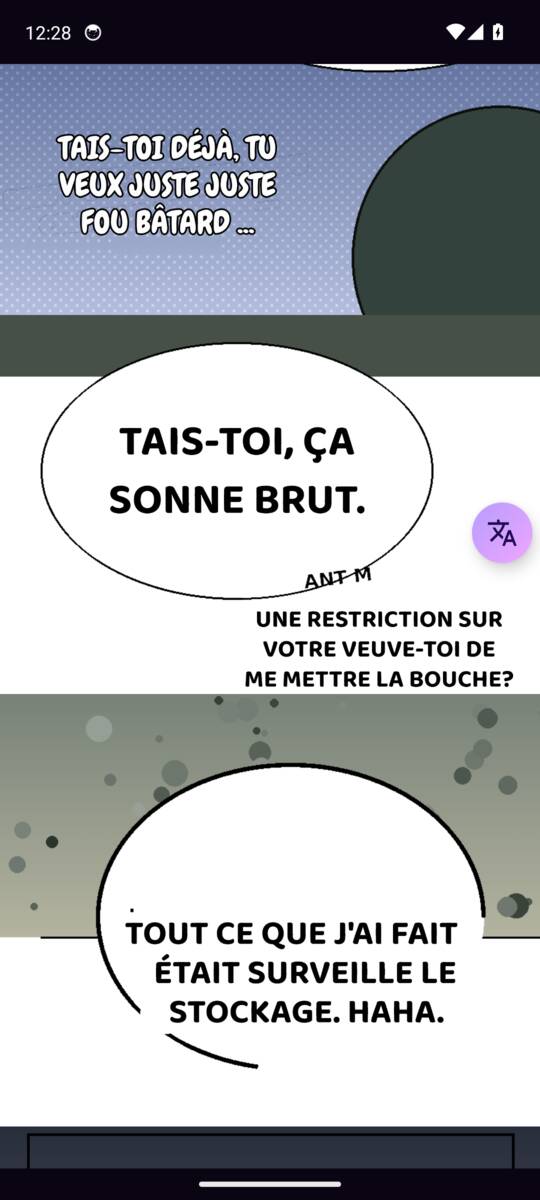 12:28
TAIS-TOI DÉJÀ, TU
VEUX JUSTE JUSTE
FOU BÂTARD ...
TAIS-TOI, ÇA
SONNE BRUT.
ANT M
UNE RESTRICTION SUR
VOTRE VEUVE-TOI DE
ME METTRE LA BOUCHE?
TOUT CE QUE J'AI FAIT
ÉTAIT SURVEILLE LE
STOCKAGE. HAHA.